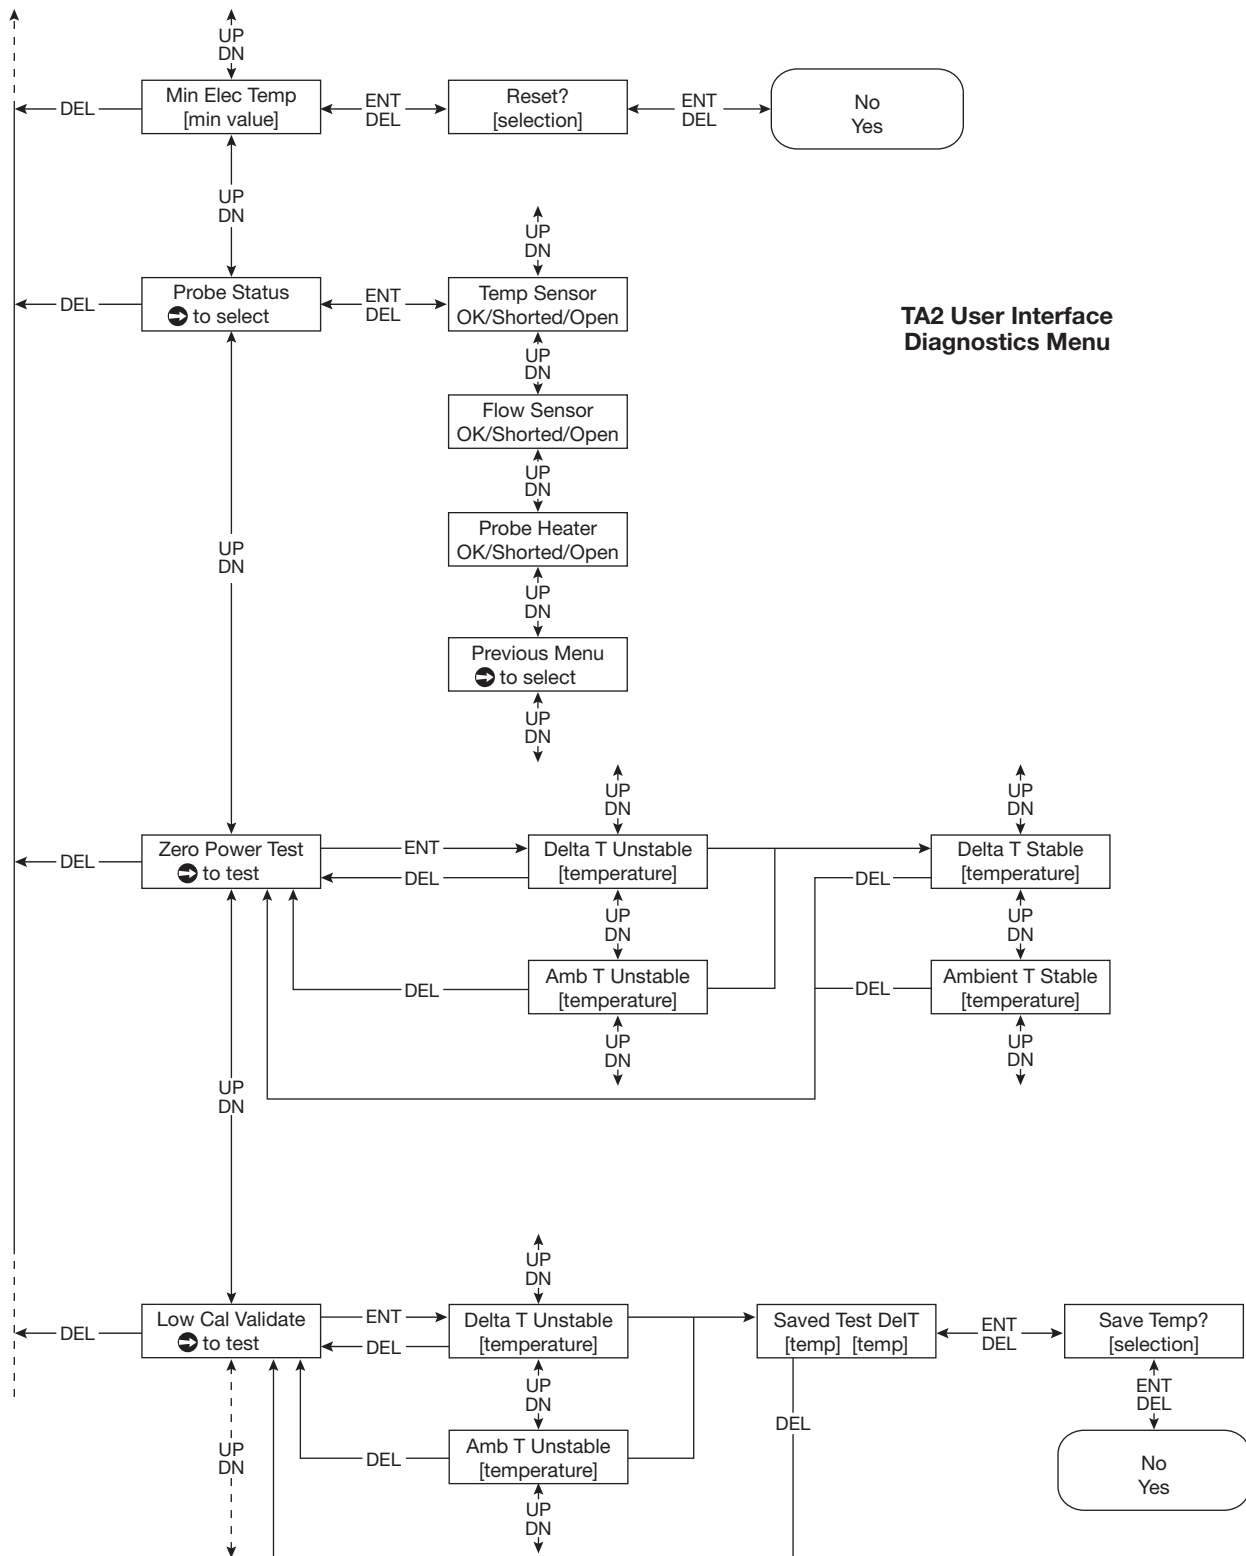 UP
DN
DEL
Min Elec Temp
[min value]
ENT
DEL
Reset?
[selection]
ENT
DEL
No
Yes
UP
DN
UP
DN
DEL
Probe Status
to select
ENT
DEL
Temp Sensor
OK/Shorted/Open
TA2 User Interface
Diagnostics Menu
UP
DN
Flow Sensor
OK/Shorted/Open
UP
DN
Probe Heater
OK/Shorted/Open
UP
DN
UP
DN
Previous Menu
to select
UP
DN
UP
DN
UP
DN
DEL
Zero Power Test
to test
ENT
DEL
Delta T Unstable
[temperature]
DEL
Delta T Stable
[temperature]
UP
DN
UP
DN
DEL
Amb T Unstable
[temperature]
DEL
Ambient T Stable
[temperature]
UP
DN
UP
DN
UP
DN
UP
DN
DEL
Low Cal Validate
to test
ENT
DEL
Delta T Unstable
[temperature]
Saved Test DelT
[temp] [temp]
ENT
DEL
Save Temp?
[selection]
UP
DN
ENT
DEL
DEL
UP
DN
DEL
Amb T Unstable
[temperature]
No
Yes
UP
DN